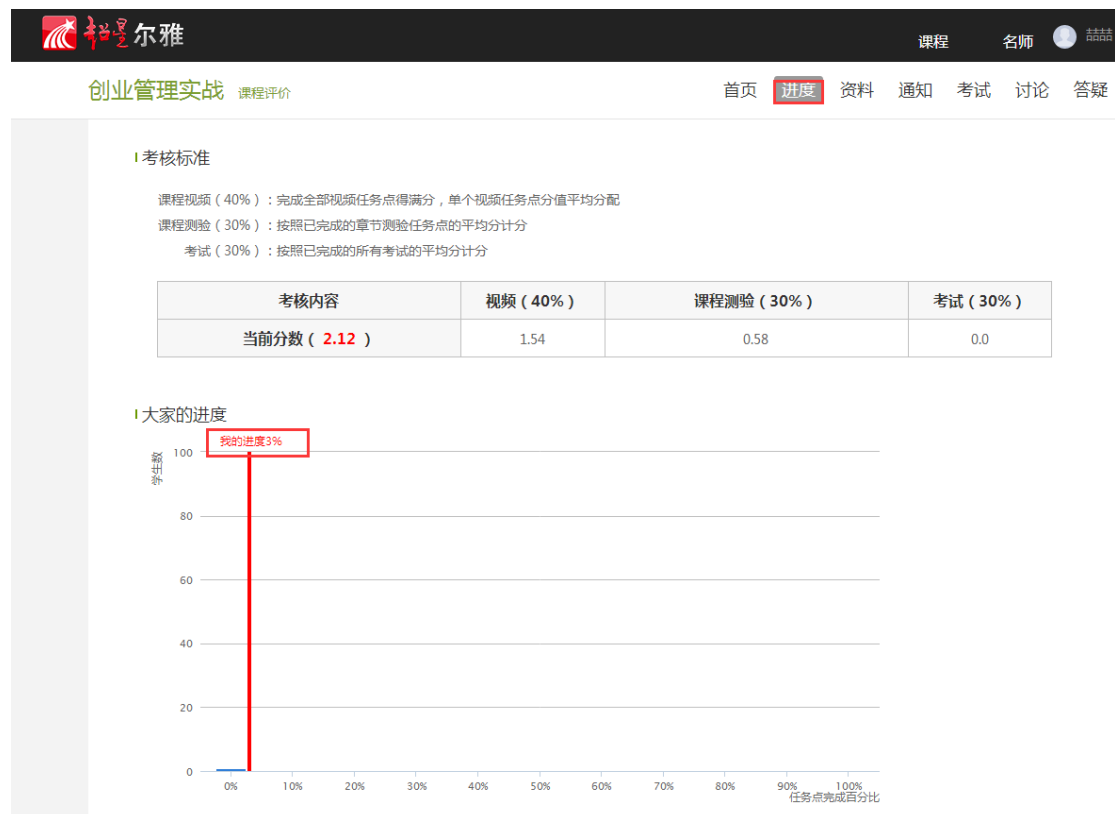 超星尔雅
课程 名师 喆喆
创业管理实战 课程评价
首页 进度 资料 通知 考试 讨论 答疑
考核标准
课程视频（40%）：完成全部视频任务点得满分，单个视频任务点分值平均分配
课程测验（30%）：按照已完成的章节测验任务点的平均分计分
考试（30%）：按照已完成的所有考试的平均分计分
考核内容 视频（40%） 课程测验（30%） 考试（30%）
当前分数（ 2.12 ） 1.54 0.58 0.0
大家的进度
我的进度3%
学生数
100
80
60
40
20
0
0% 10% 20% 30% 40% 50% 60% 70% 80% 90% 100%
任务点完成百分比